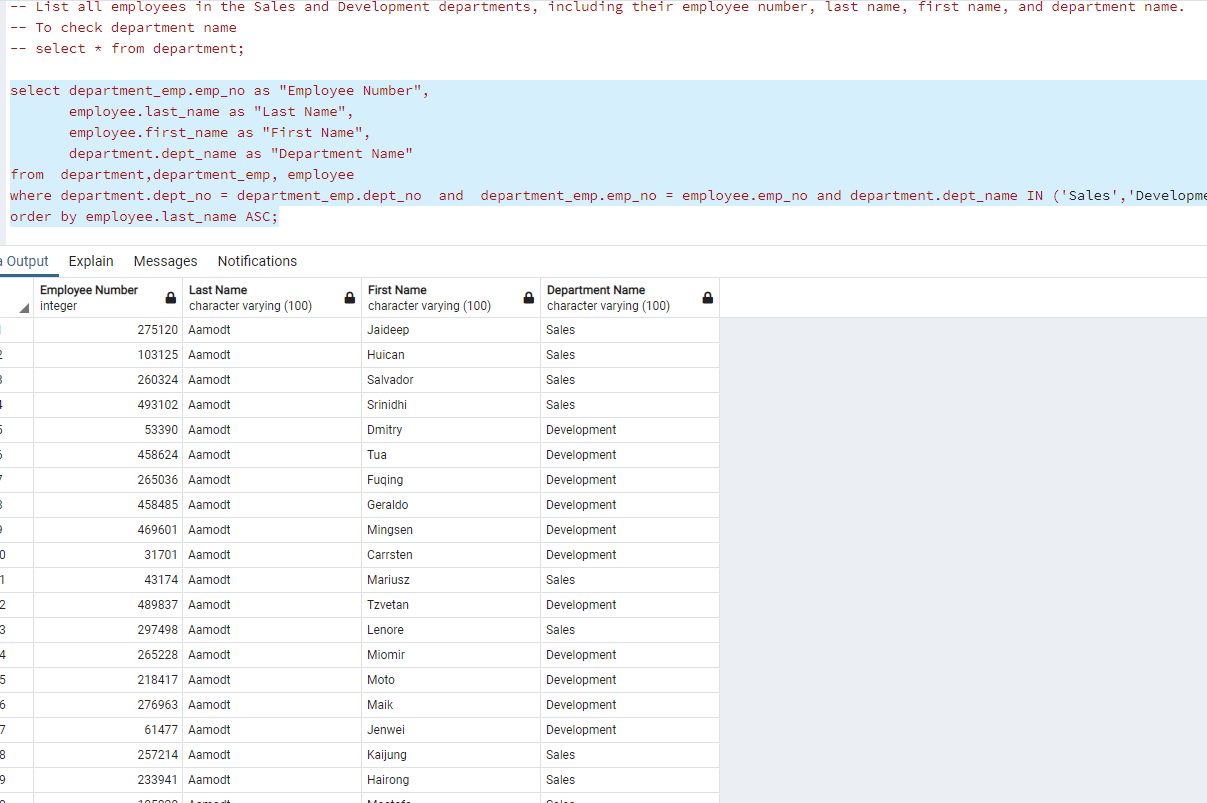 -- List all employees in the Sales and Development departments, including their employee number, last name, first name, and department name.
-- To check department name
-- select * from department;
select department_emp.emp_no as "Employee Number",
employee.last_name as "Last Name",
employee.first_name as "First Name",
department.dept_name as "Department Name"
from department,department_emp, employee
where department.dept_no = department_emp.dept_no and department_emp.emp_no = employee.emp_no and department.dept_name IN ('Sales','Developme
order by employee.last_name ASC;
a Output Explain Messages Notifications
Employee Number Last Name First Name Department Name
integer character varying (100) character varying (100) character varying (100)
1 275120 Aamodt Jaideep Sales
2 103125 Aamodt Huican Sales
3 260324 Aamodt Salvador Sales
4 493102 Aamodt Srinidhi Sales
5 53390 Aamodt Dmitry Development
6 458624 Aamodt Tua Development
7 265036 Aamodt Fuqing Development
8 458485 Aamodt Geraldo Development
9 469601 Aamodt Mingsen Development
0 31701 Aamodt Carrsten Development
1 43174 Aamodt Mariusz Sales
2 489837 Aamodt Tzvetan Development
3 297498 Aamodt Lenore Sales
4 265228 Aamodt Miomir Development
5 218417 Aamodt Moto Development
6 276963 Aamodt Maik Development
7 61477 Aamodt Jenwei Development
8 257214 Aamodt Kaijung Sales
9 233941 Aamodt Hairong Sales
Aamodt Sales